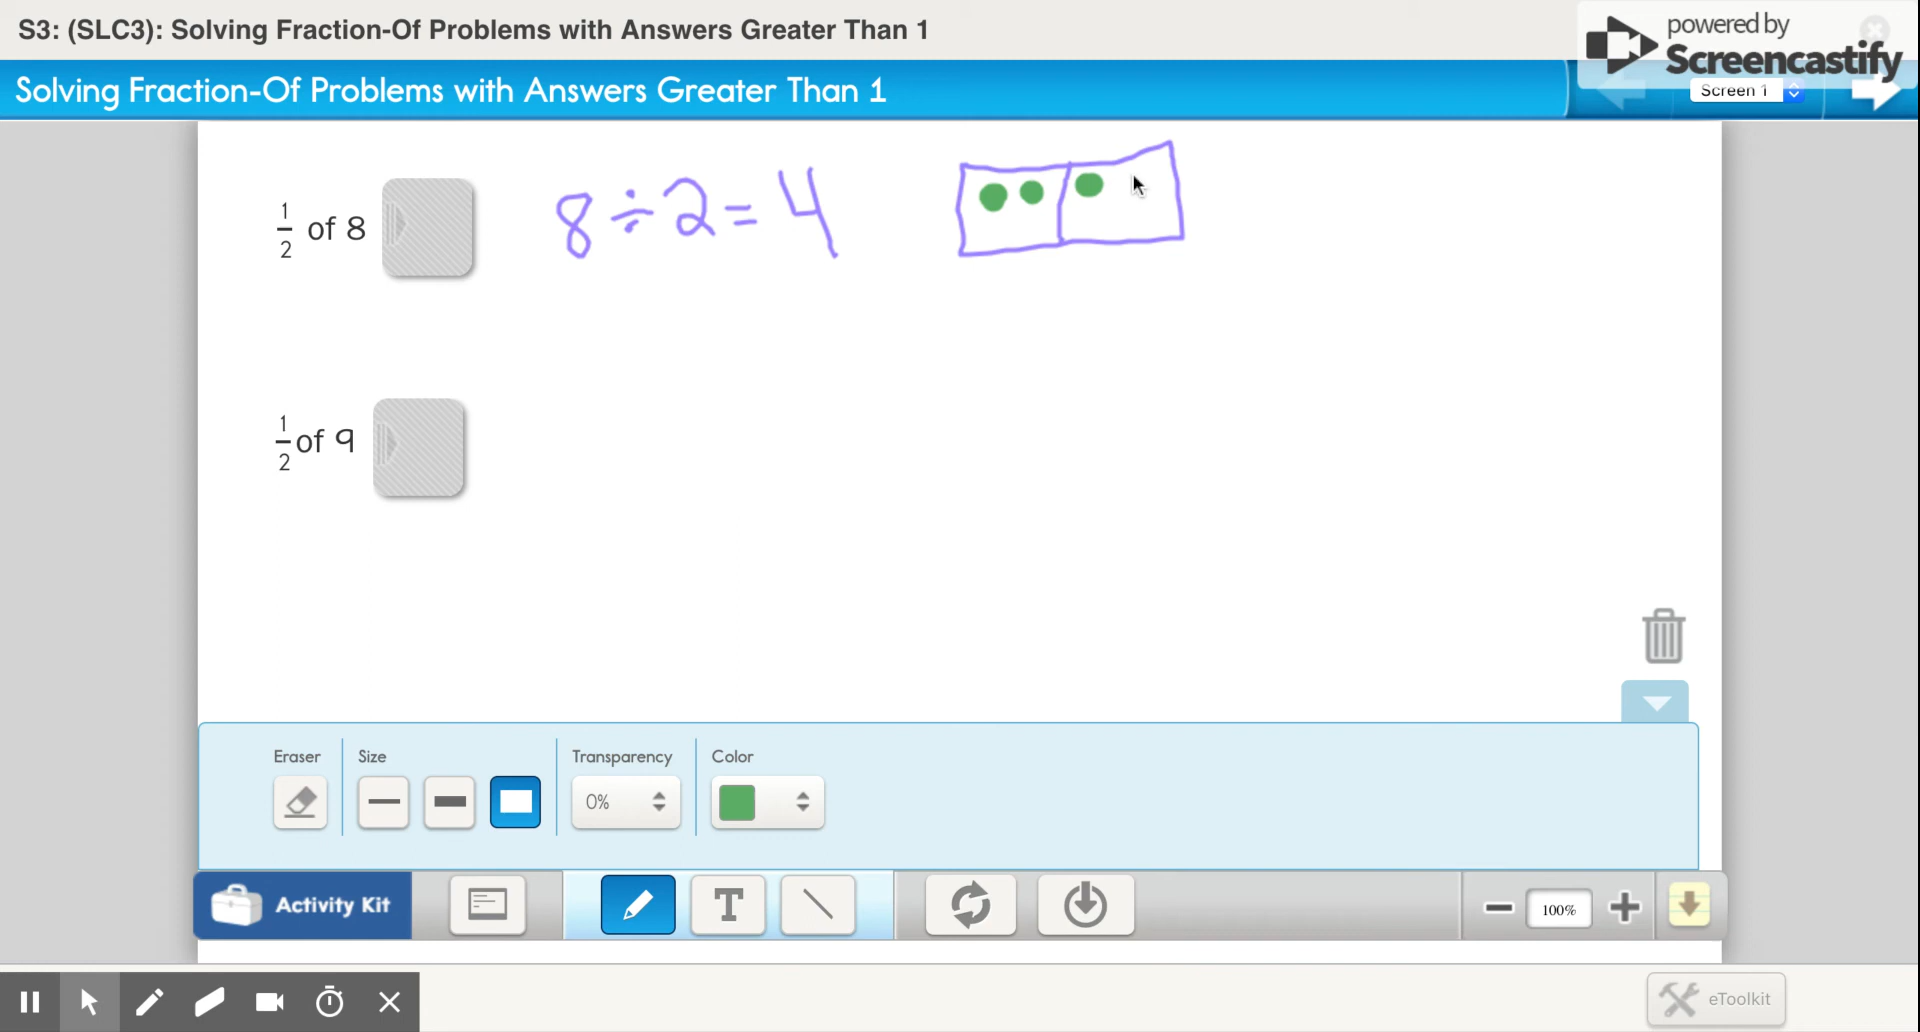 S3: (SLC3): Solving Fraction-Of Problems with Answers Greater Than 1
powered by
Screencastify
Solving Fraction-Of Problems with Answers Greater Than 1
Screen 1
1/2 of 8
8 ÷ 2 = 4
1/2 of 9
Eraser
Size
Transparency
Color
0%
Activity Kit
T
100%
eToolkit